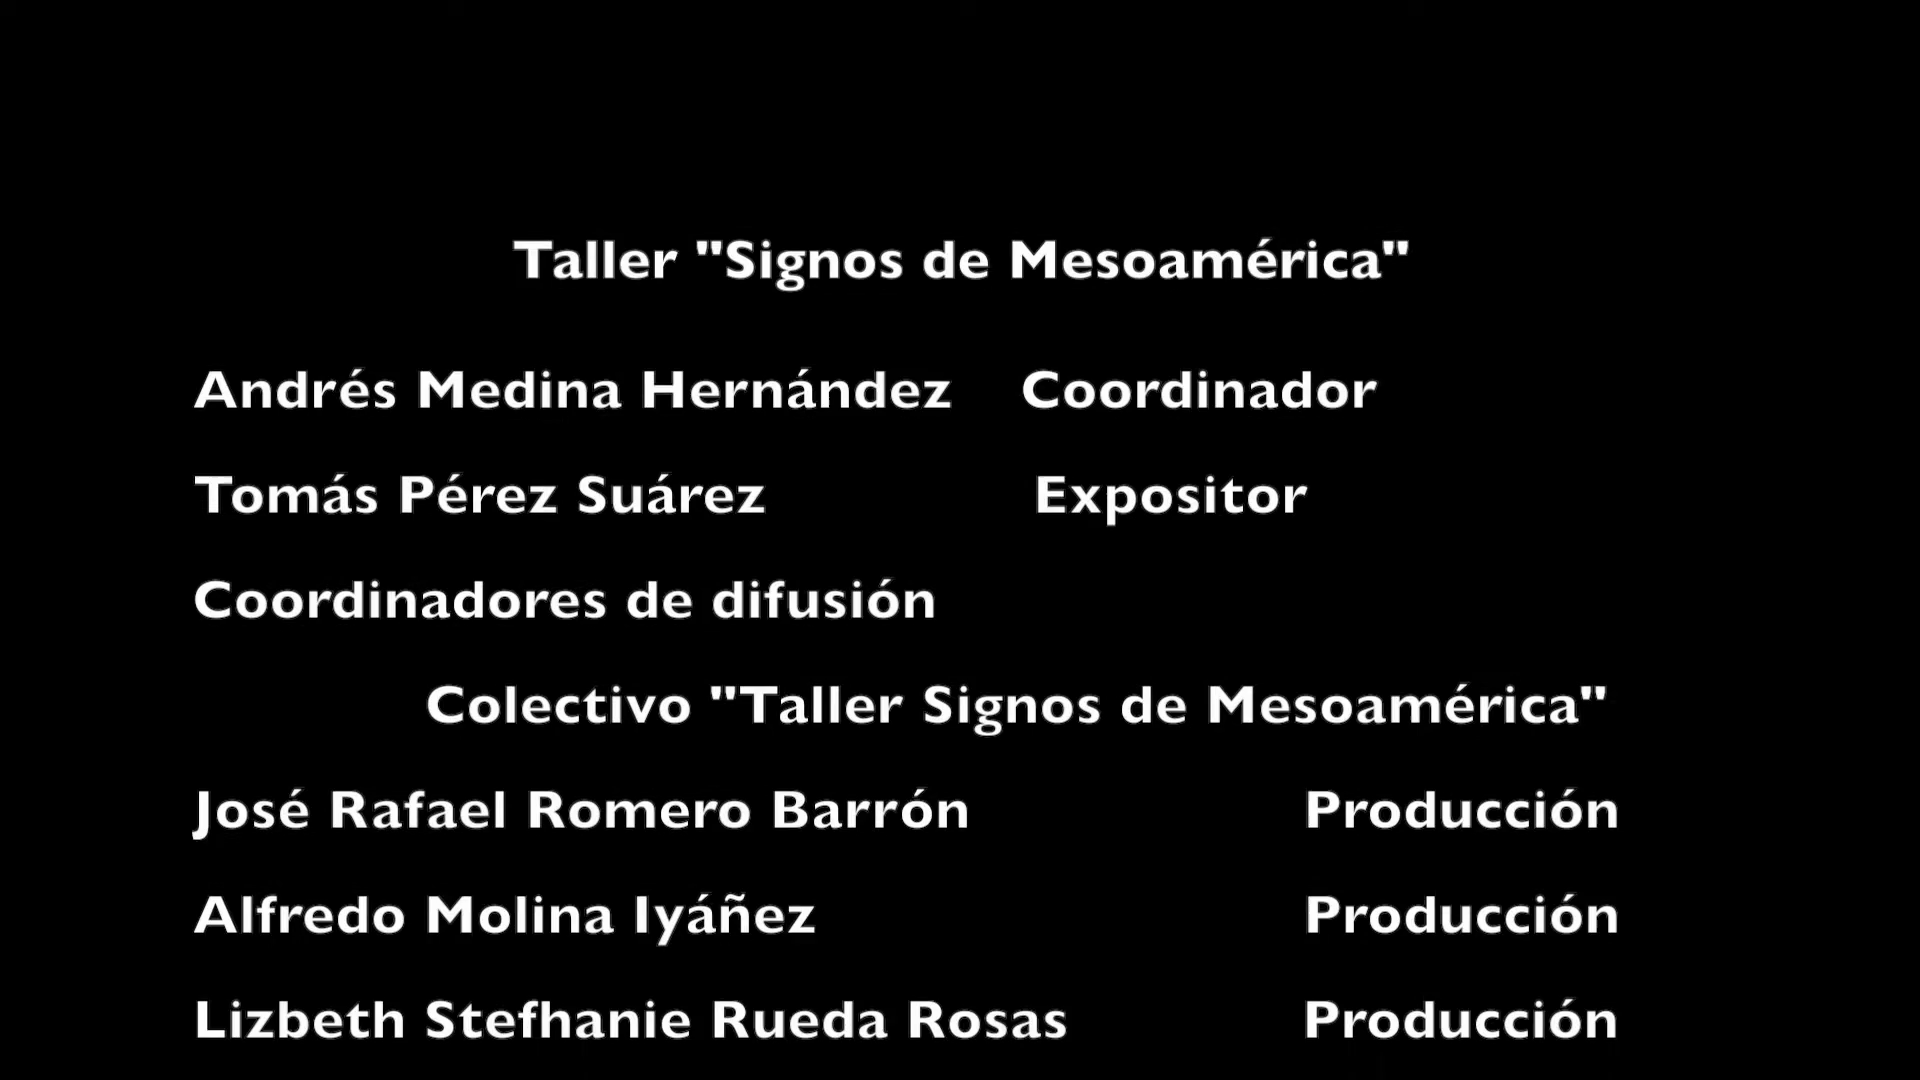 Taller "Signos de Mesoamérica"
Andrés Medina Hernández Coordinador
Tomás Pérez Suárez Expositor
Coordinadores de difusión
Colectivo "Taller Signos de Mesoamérica"
José Rafael Romero Barrón Producción
Alfredo Molina Iyáñez Producción
Lizbeth Stefhanie Rueda Rosas Producción